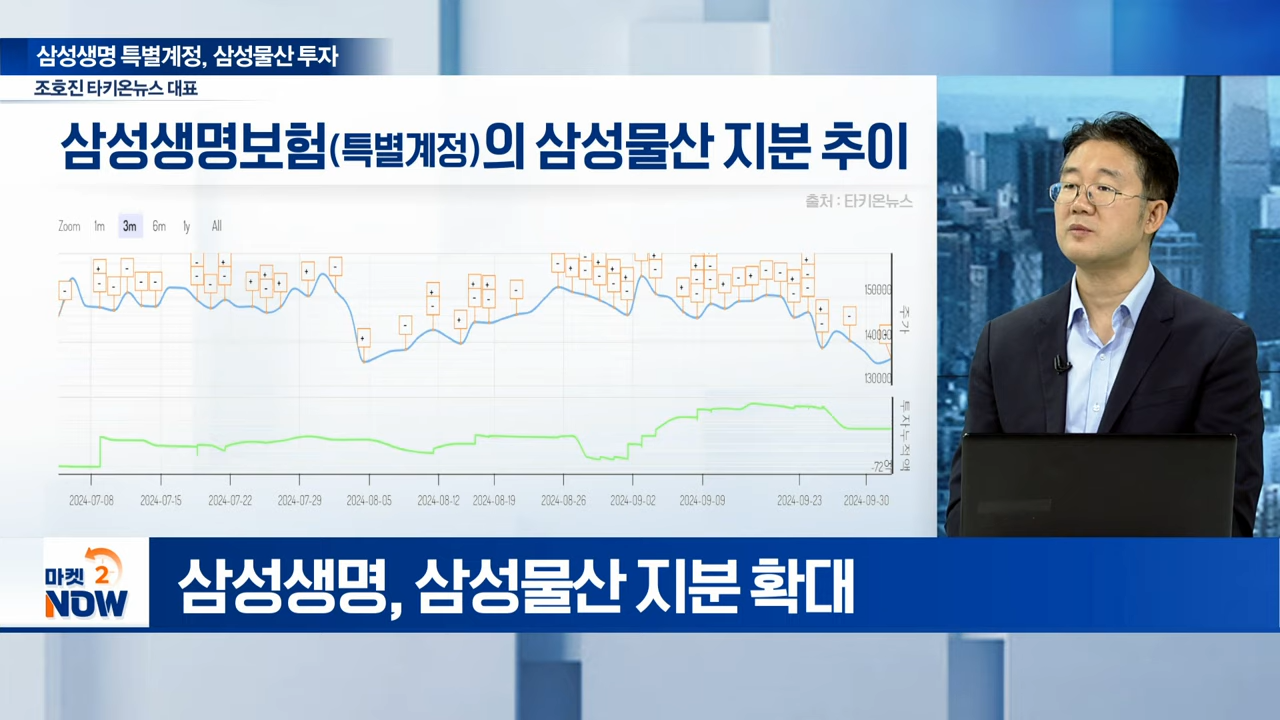 삼성생명 특별계정, 삼성물산 투자
조호진 타키온뉴스 대표
삼성생명보험(특별계정)의 삼성물산 지분 추이
출처 : 타키온뉴스
Zoom 1m 3m 6m 1y All
150000
주가
140000
130000
투자누적액
-72억
2024-07-08 2024-07-15 2024-07-22 2024-07-29 2024-08-05 2024-08-12 2024-08-19 2024-08-26 2024-09-02 2024-09-09 2024-09-23 2024-09-30
마켓 2
NOW
삼성생명, 삼성물산 지분 확대